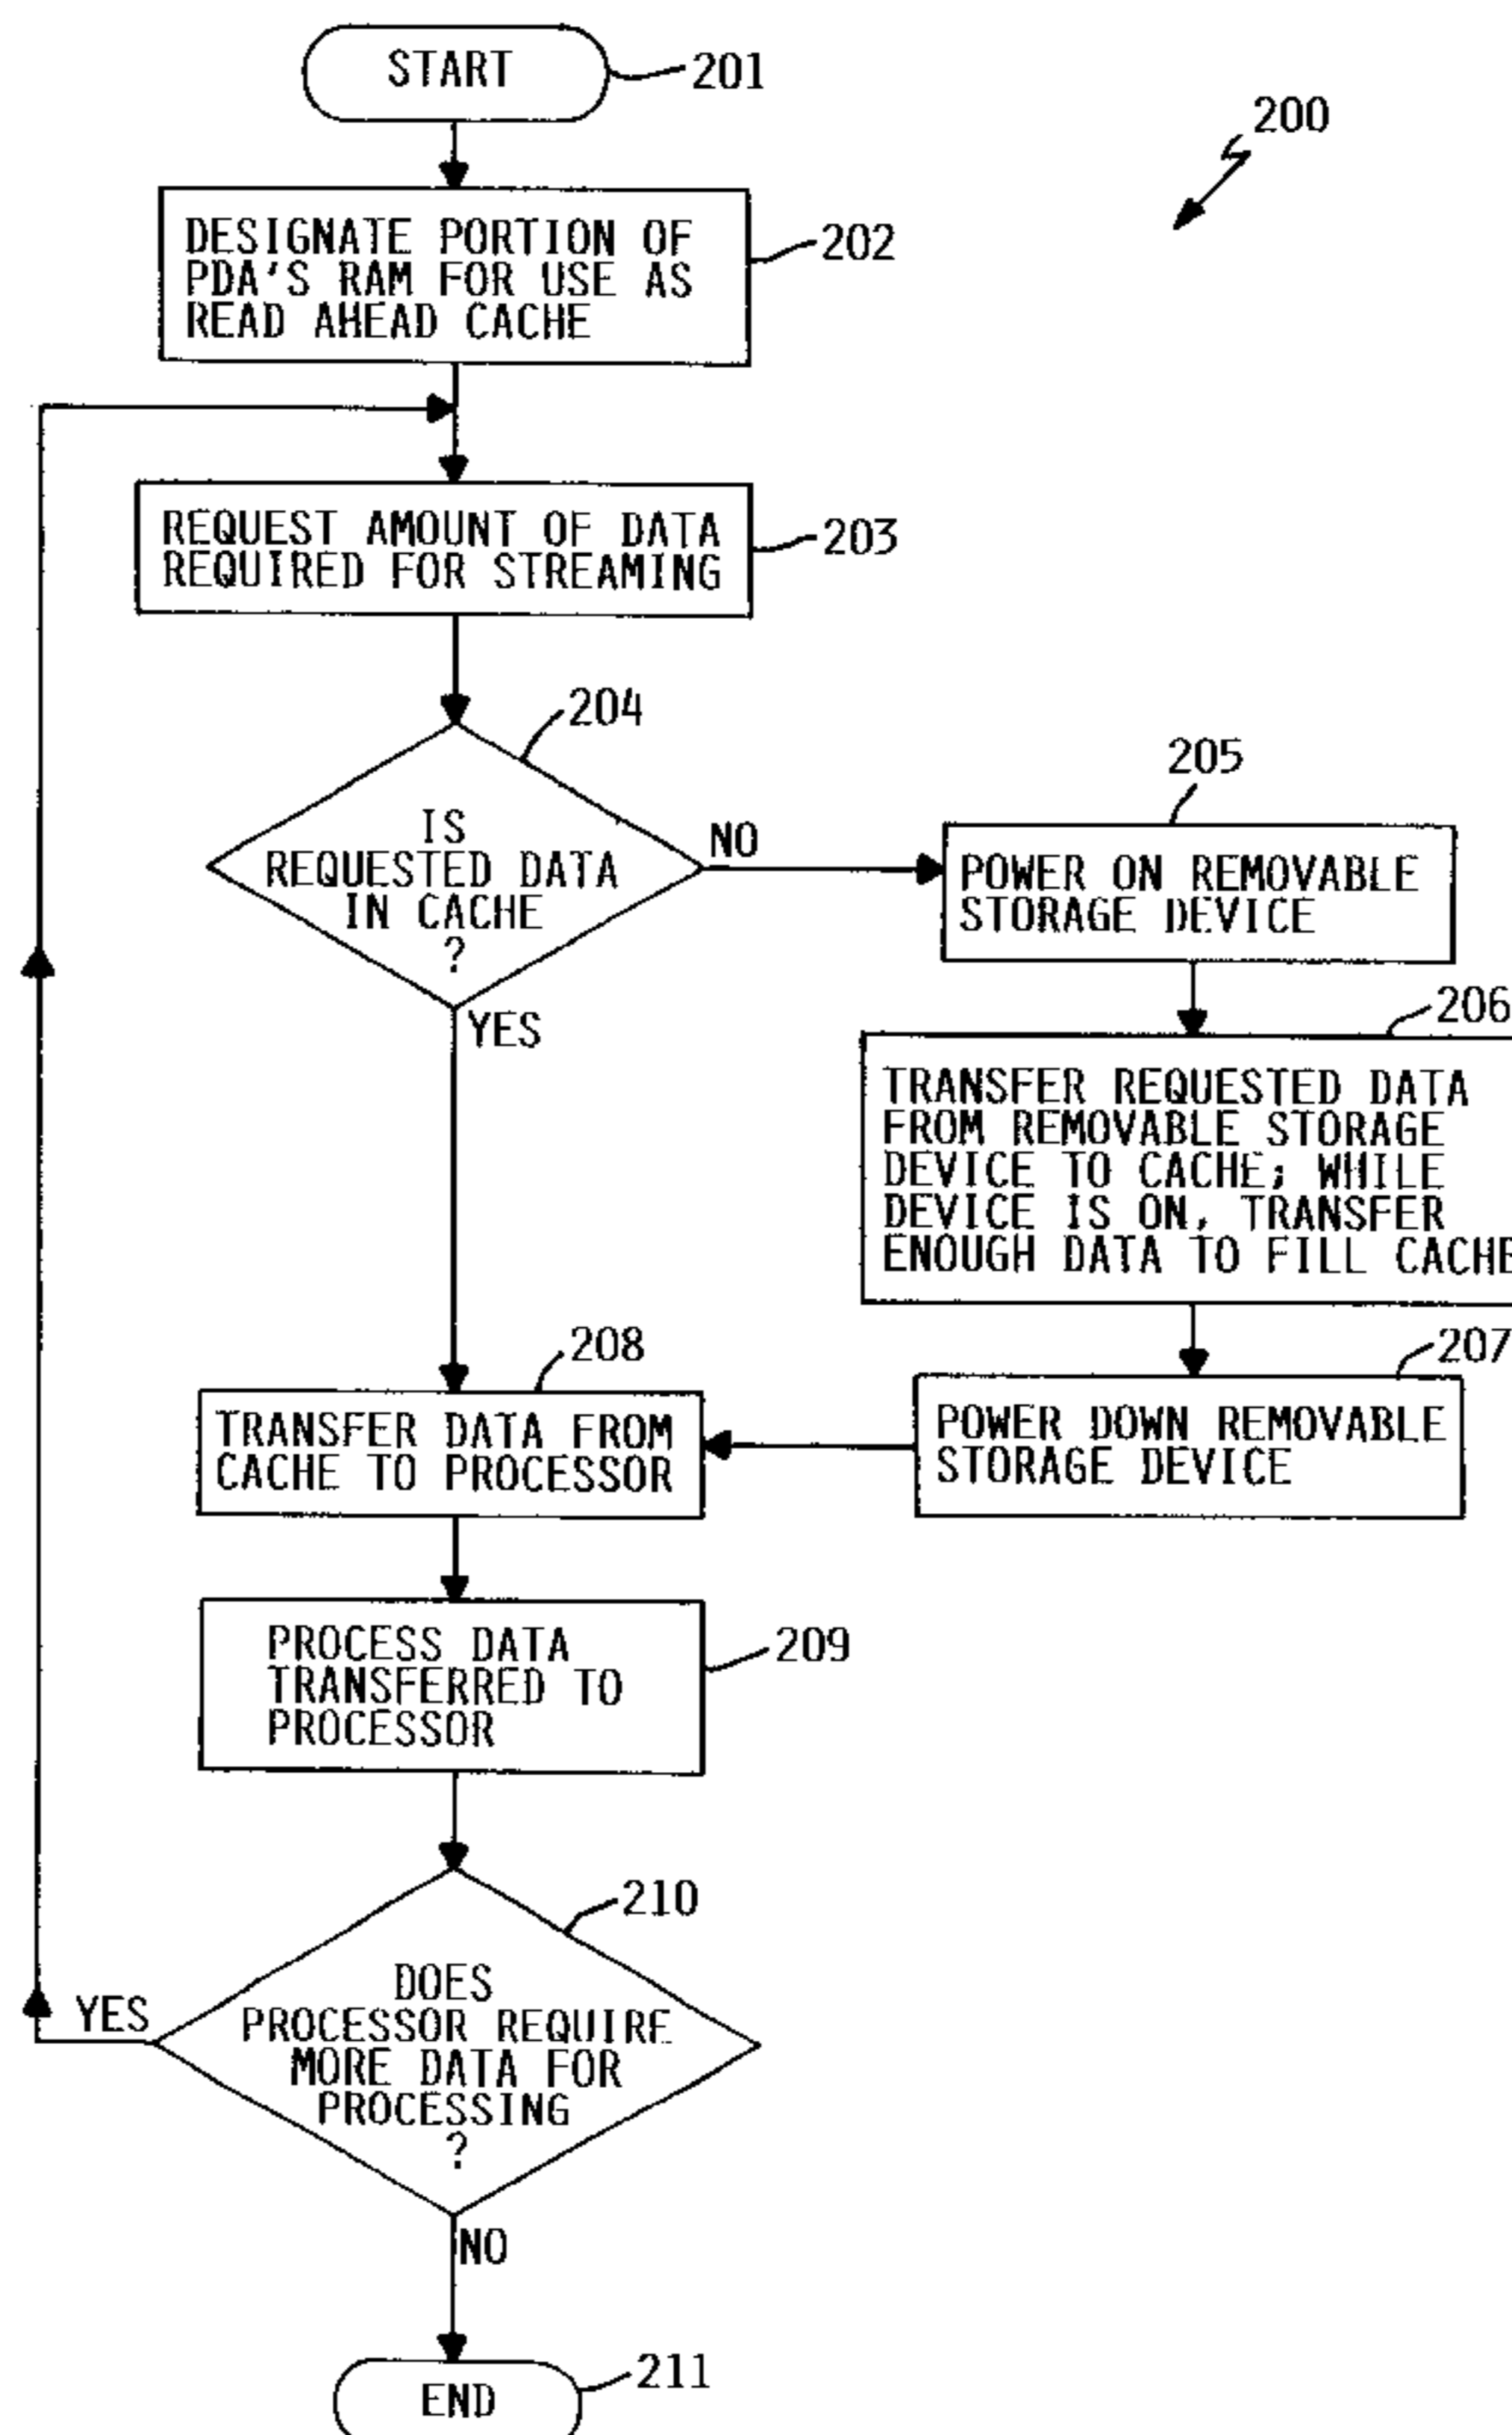 START
201
200
DESIGNATE PORTION OF
PDA'S RAM FOR USE AS
READ AHEAD CACHE
202
REQUEST AMOUNT OF DATA
REQUIRED FOR STREAMING
203
204
IS
REQUESTED DATA
IN CACHE
?
NO
YES
205
POWER ON REMOVABLE
STORAGE DEVICE
206
TRANSFER REQUESTED DATA
FROM REMOVABLE STORAGE
DEVICE TO CACHE; WHILE
DEVICE IS ON, TRANSFER
ENOUGH DATA TO FILL CACHE
207
POWER DOWN REMOVABLE
STORAGE DEVICE
208
TRANSFER DATA FROM
CACHE TO PROCESSOR
PROCESS DATA
TRANSFERRED TO
PROCESSOR
209
210
DOES
PROCESSOR REQUIRE
MORE DATA FOR
PROCESSING
?
YES
NO
END
211